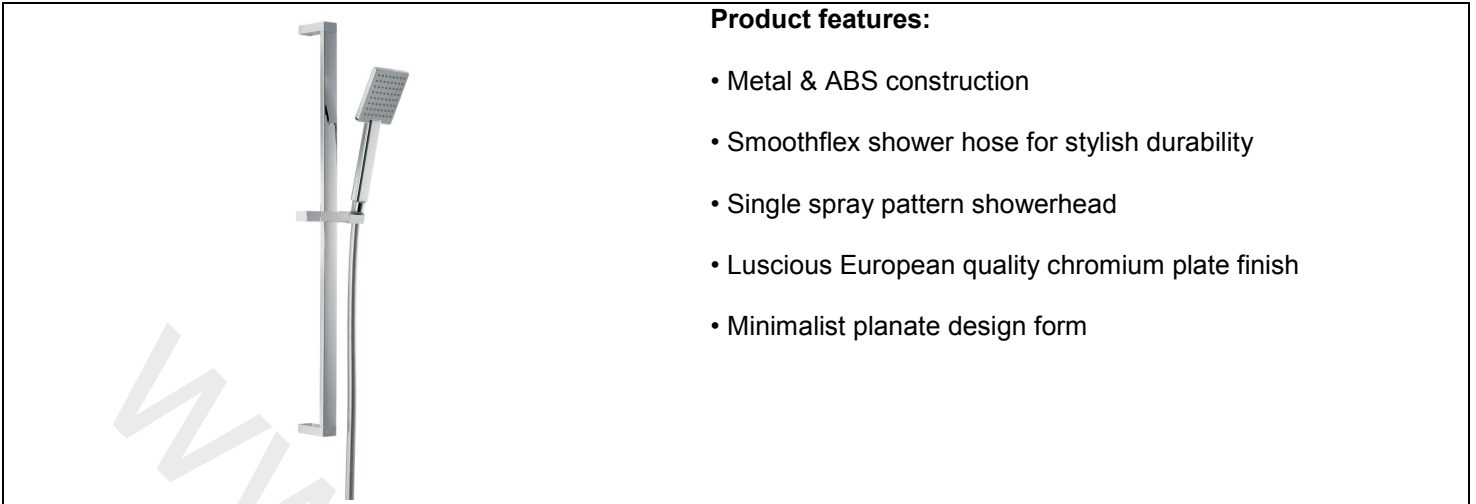 Product features:
• Metal & ABS construction
• Smoothflex shower hose for stylish durability
• Single spray pattern showerhead
• Luscious European quality chromium plate finish
• Minimalist planate design form